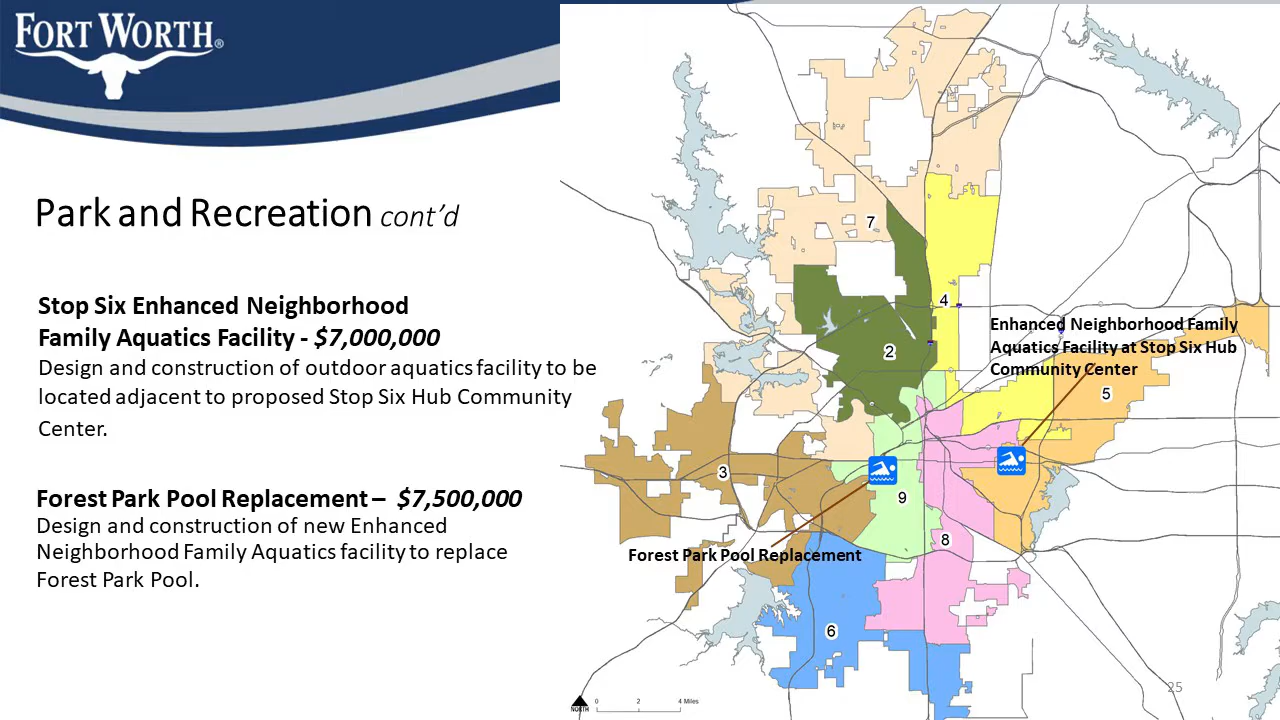 FORT WORTH®
Park and Recreation cont’d
Stop Six Enhanced Neighborhood
Family Aquatics Facility - $7,000,000
Design and construction of outdoor aquatics facility to be
located adjacent to proposed Stop Six Hub Community
Center.
Forest Park Pool Replacement – $7,500,000
Design and construction of new Enhanced
Neighborhood Family Aquatics facility to replace
Forest Park Pool.
7
4
Enhanced Neighborhood Family
Aquatics Facility at Stop Six Hub
Community Center
2
5
3
9
8
Forest Park Pool Replacement
6
25
NORTH
0 2 4 Miles